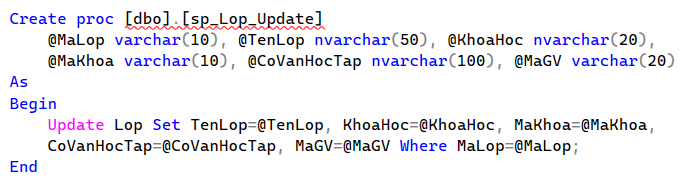 Create proc [dbo].[sp_Lop_Update]
@MaLop varchar(10), @TenLop nvarchar(50), @KhoaHoc nvarchar(20),
@MaKhoa varchar(10), @CoVanHocTap nvarchar(100), @MaGV varchar(20)
As
Begin
Update Lop Set TenLop=@TenLop, KhoaHoc=@KhoaHoc, MaKhoa=@MaKhoa,
CoVanHocTap=@CoVanHocTap, MaGV=@MaGV Where MaLop=@MaLop;
End